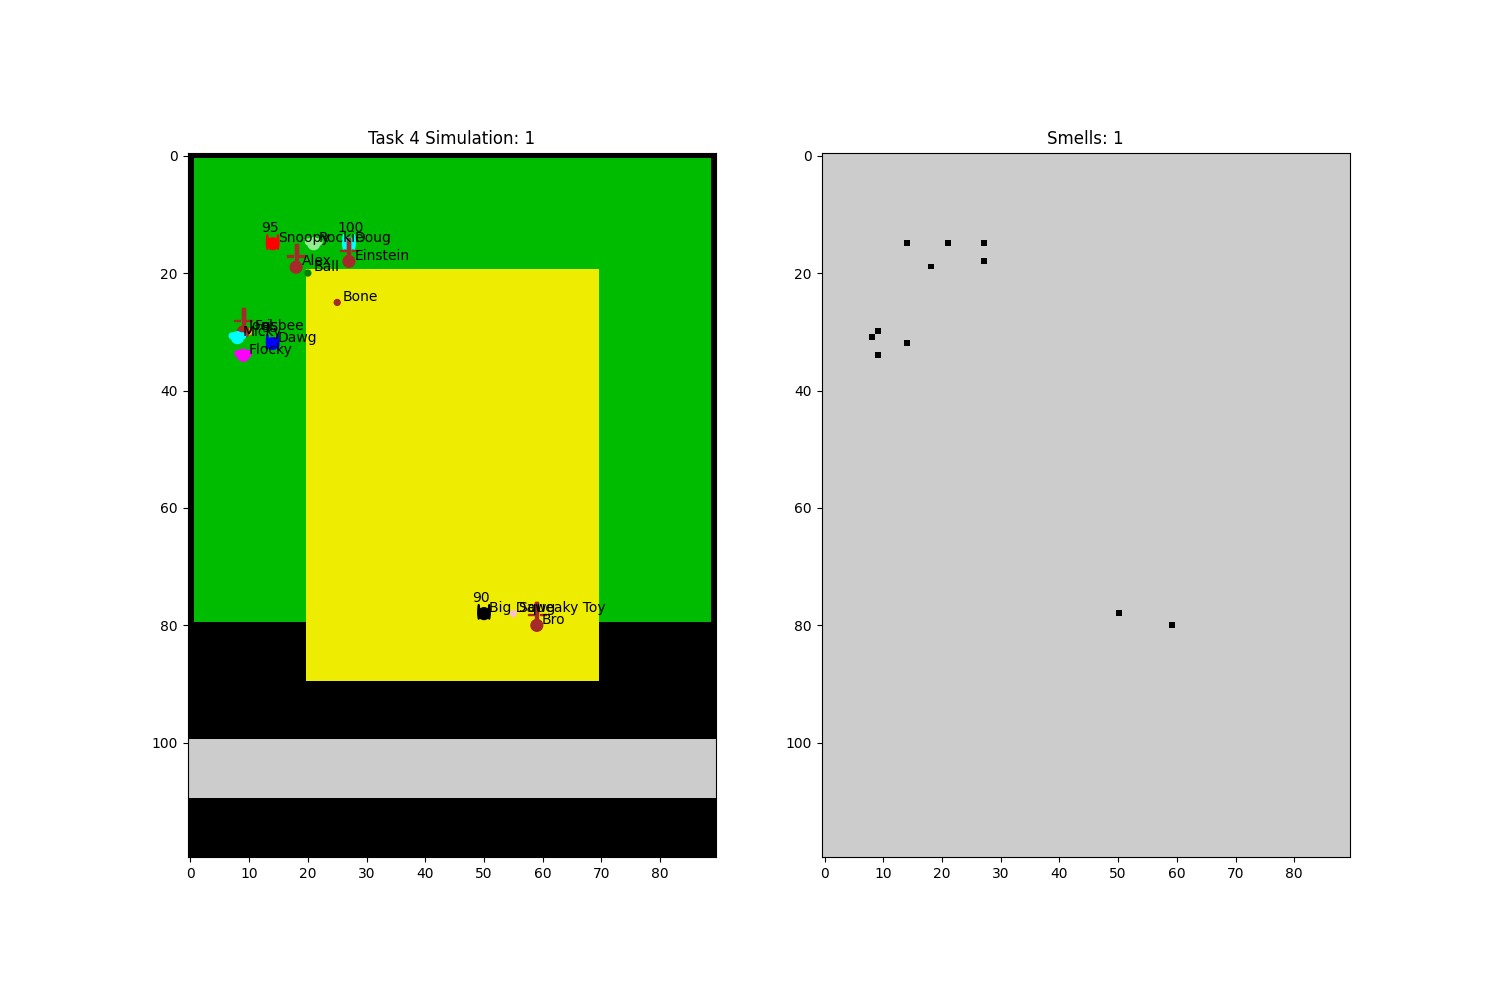 Task 4 Simulation: 1
Smells: 1
95
100
Snoopy
Rockie
Doug
Alex
Einstein
Ball
Bone
Frisbee
Micky
Dawg
Flocky
90
Big Dawg
Squeaky Toy
Bro
0
20
40
60
80
100
0 10 20 30 40 50 60 70 80
0
20
40
60
80
100
0 10 20 30 40 50 60 70 80